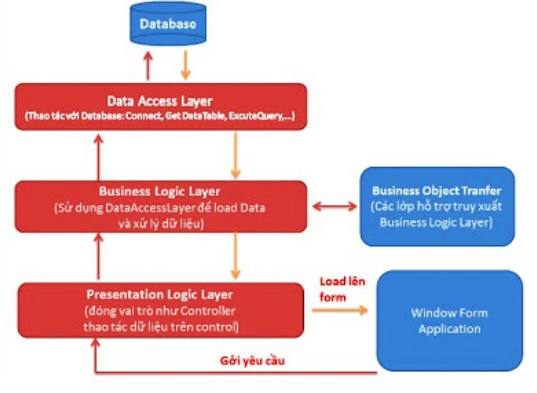 Database
Data Access Layer
(Thao tác với Database: Connect, Get DataTable, ExcuteQuery,...)
Business Logic Layer
(Sử dụng DataAccessLayer để load Data
và xử lý dữ liệu)
Business Object Tranfer
(Các lớp hỗ trợ truy xuất
Business Logic Layer)
Presentation Logic Layer
(đóng vai trò như Controller
thao tác dữ liệu trên control)
Load lên
form
Window Form
Application
Gởi yêu cầu